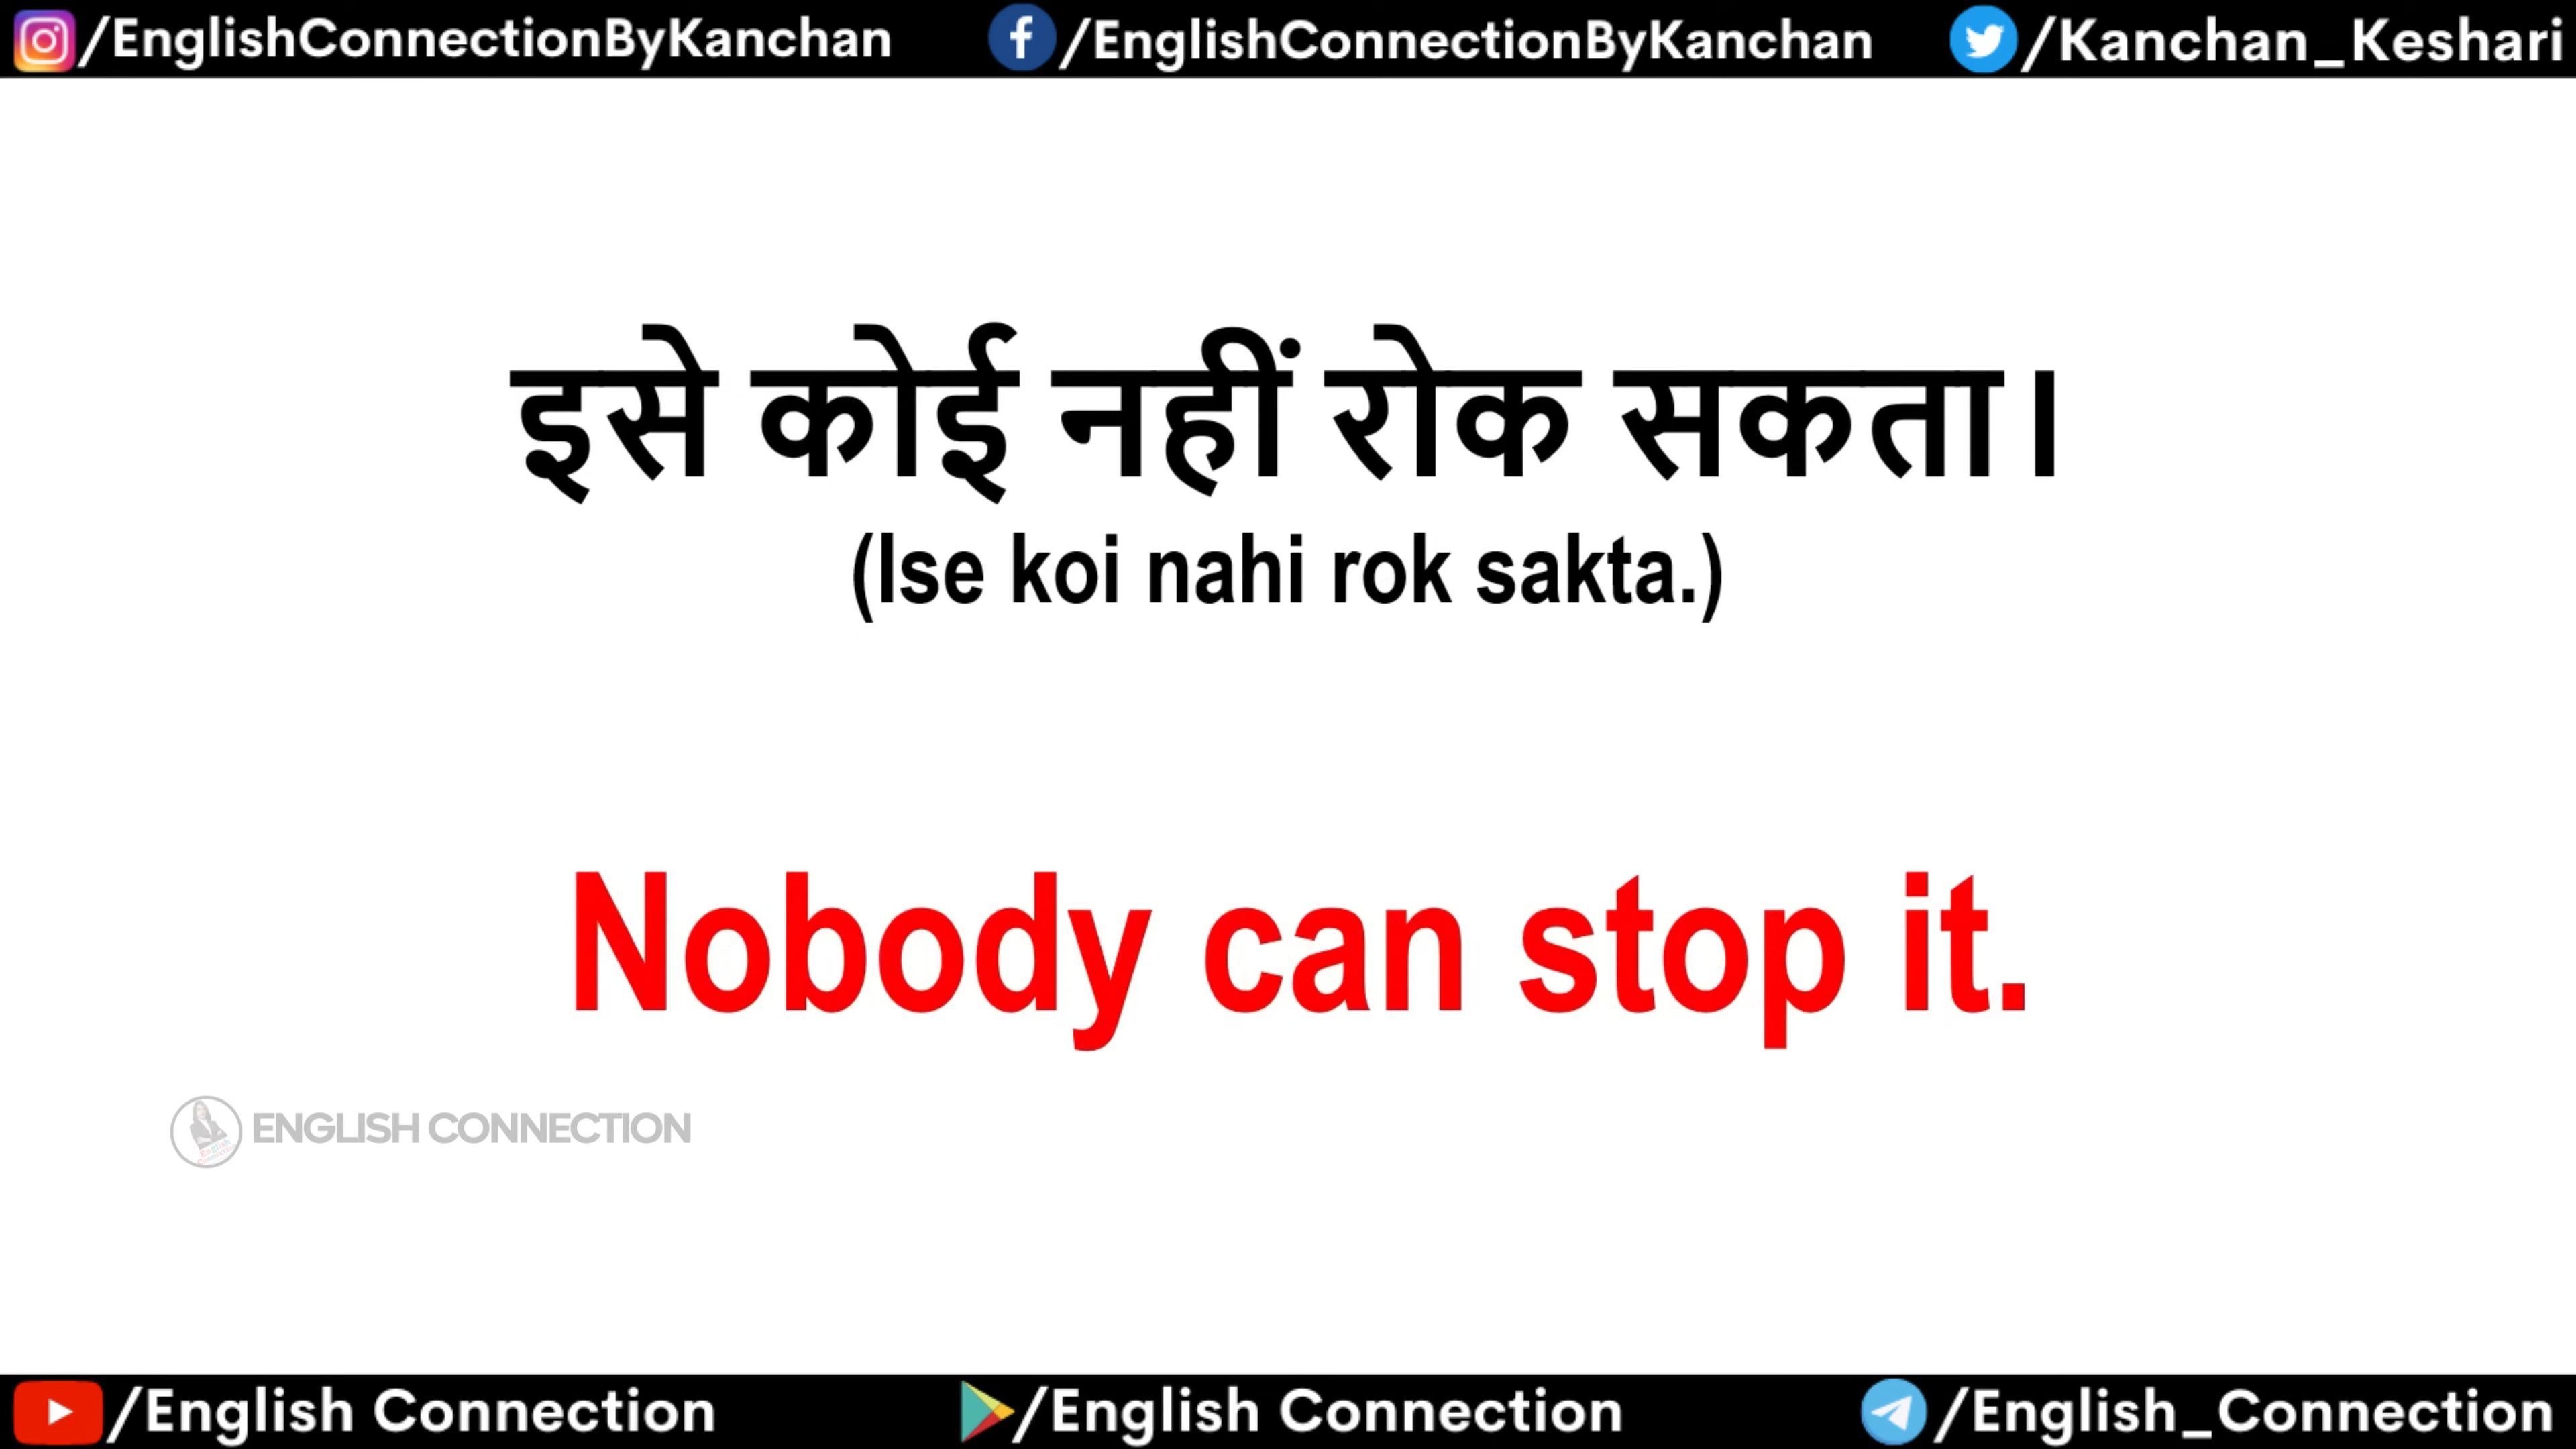 /EnglishConnectionByKanchan /EnglishConnectionByKanchan /Kanchan_Keshari
इसे कोई नहीं रोक सकता।
(Ise koi nahi rok sakta.)
Nobody can stop it.
ENGLISH CONNECTION
/English Connection /English Connection /English_Connection